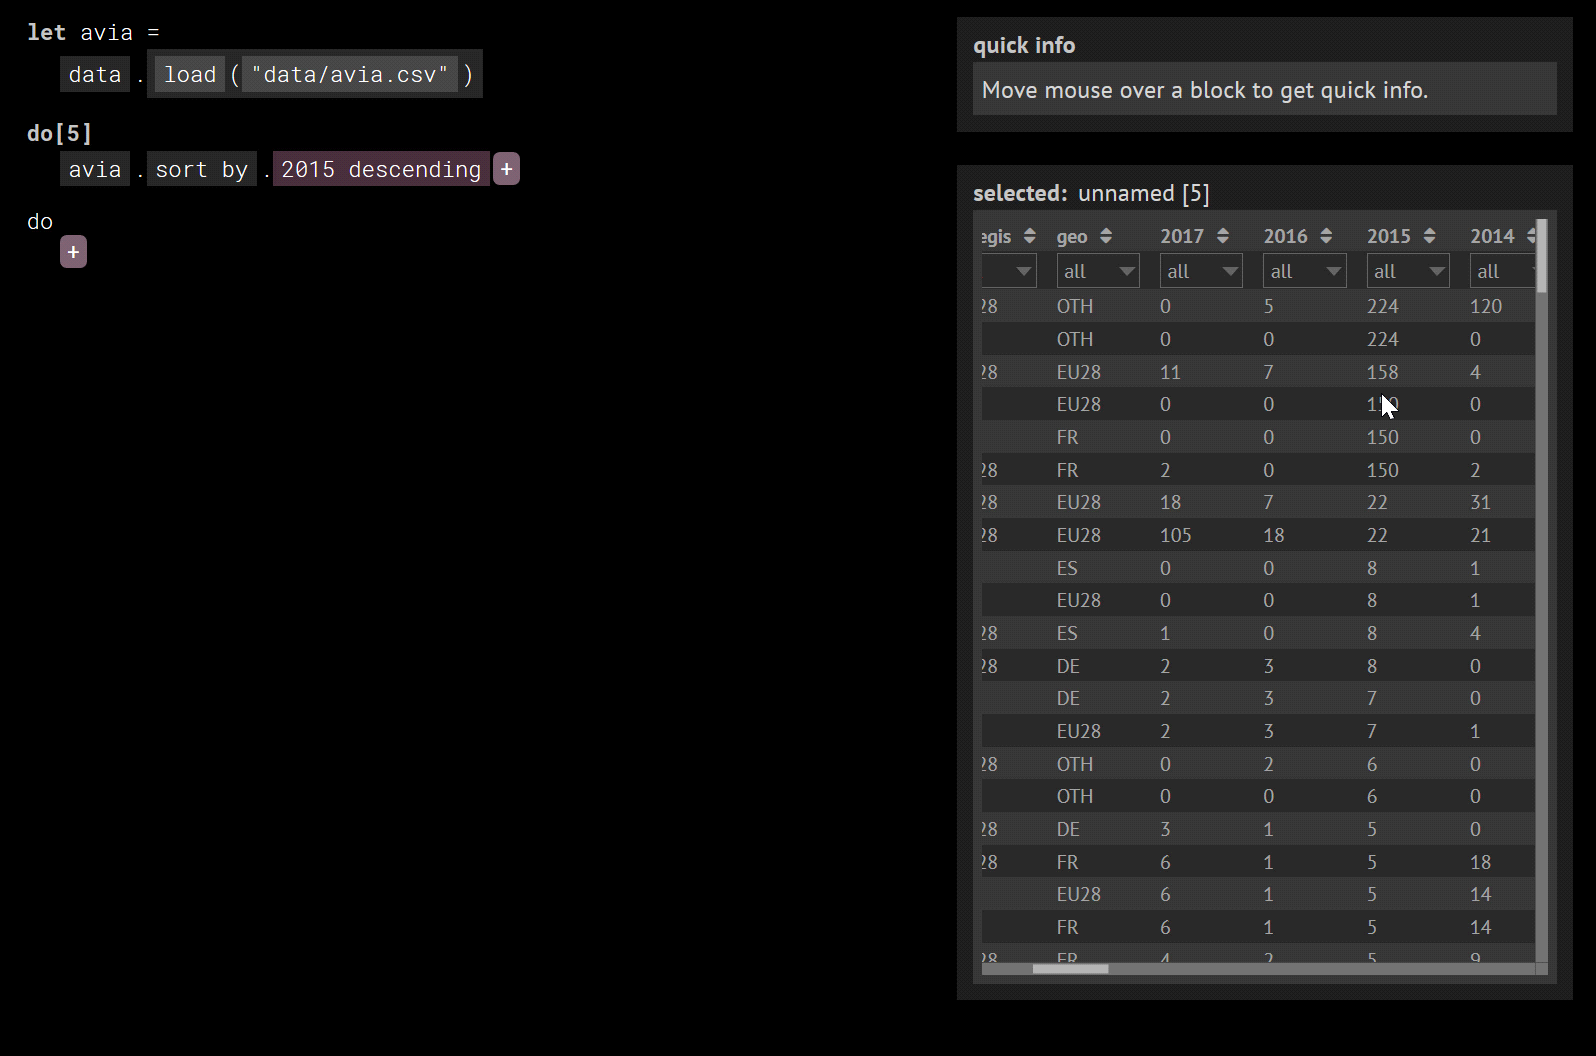 let avia =
data . load ( "data/avia.csv" )
do[5]
avia . sort by . 2015 descending +
do
+
quick info
Move mouse over a block to get quick info.
selected: unnamed [5]
egis geo 2017 2016 2015 2014
all all all all all
28 OTH 0 5 224 120
OTH 0 0 224 0
28 EU28 11 7 158 4
EU28 0 0 0
FR 0 0 150 0
28 FR 2 0 150 2
28 EU28 18 7 22 31
28 EU28 105 18 22 21
ES 0 0 8 1
EU28 0 0 8 1
28 ES 1 0 8 4
28 DE 2 3 8 0
DE 2 3 7 0
EU28 2 3 7 1
28 OTH 0 2 6 0
OTH 0 0 6 0
28 DE 3 1 5 0
28 FR 6 1 5 18
EU28 6 1 5 14
FR 6 1 5 14
28 FR 4 2 5 9